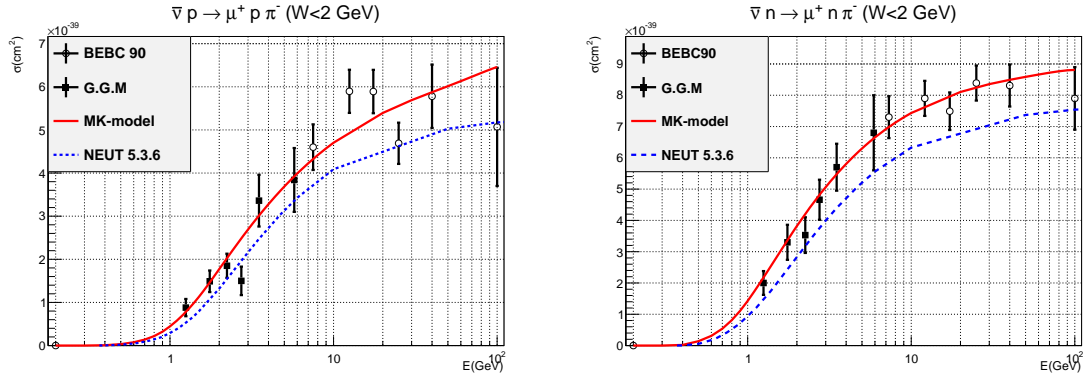 ν̄ p → μ⁺ p π⁻ (W<2 GeV)
×10⁻³⁹
σ(cm²)
7
6
5
4
3
2
1
0
BEBC 90
G.G.M
MK-model
NEUT 5.3.6
1
10
10²
E(GeV)
ν̄ n → μ⁺ n π⁻ (W<2 GeV)
×10⁻³⁹
σ(cm²)
9
8
7
6
5
4
3
2
1
0
BEBC90
G.G.M
MK-model
NEUT 5.3.6
1
10
10²
E(GeV)